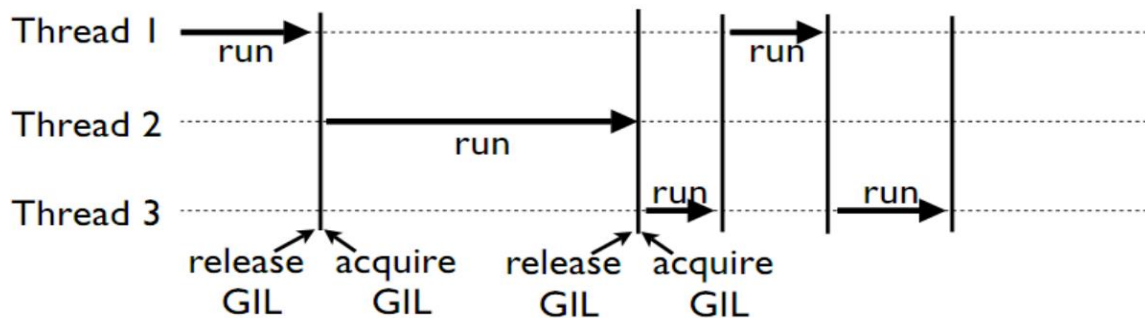 Thread 1
run
run
Thread 2
run
Thread 3
run
run
release acquire release acquire
GIL GIL GIL GIL